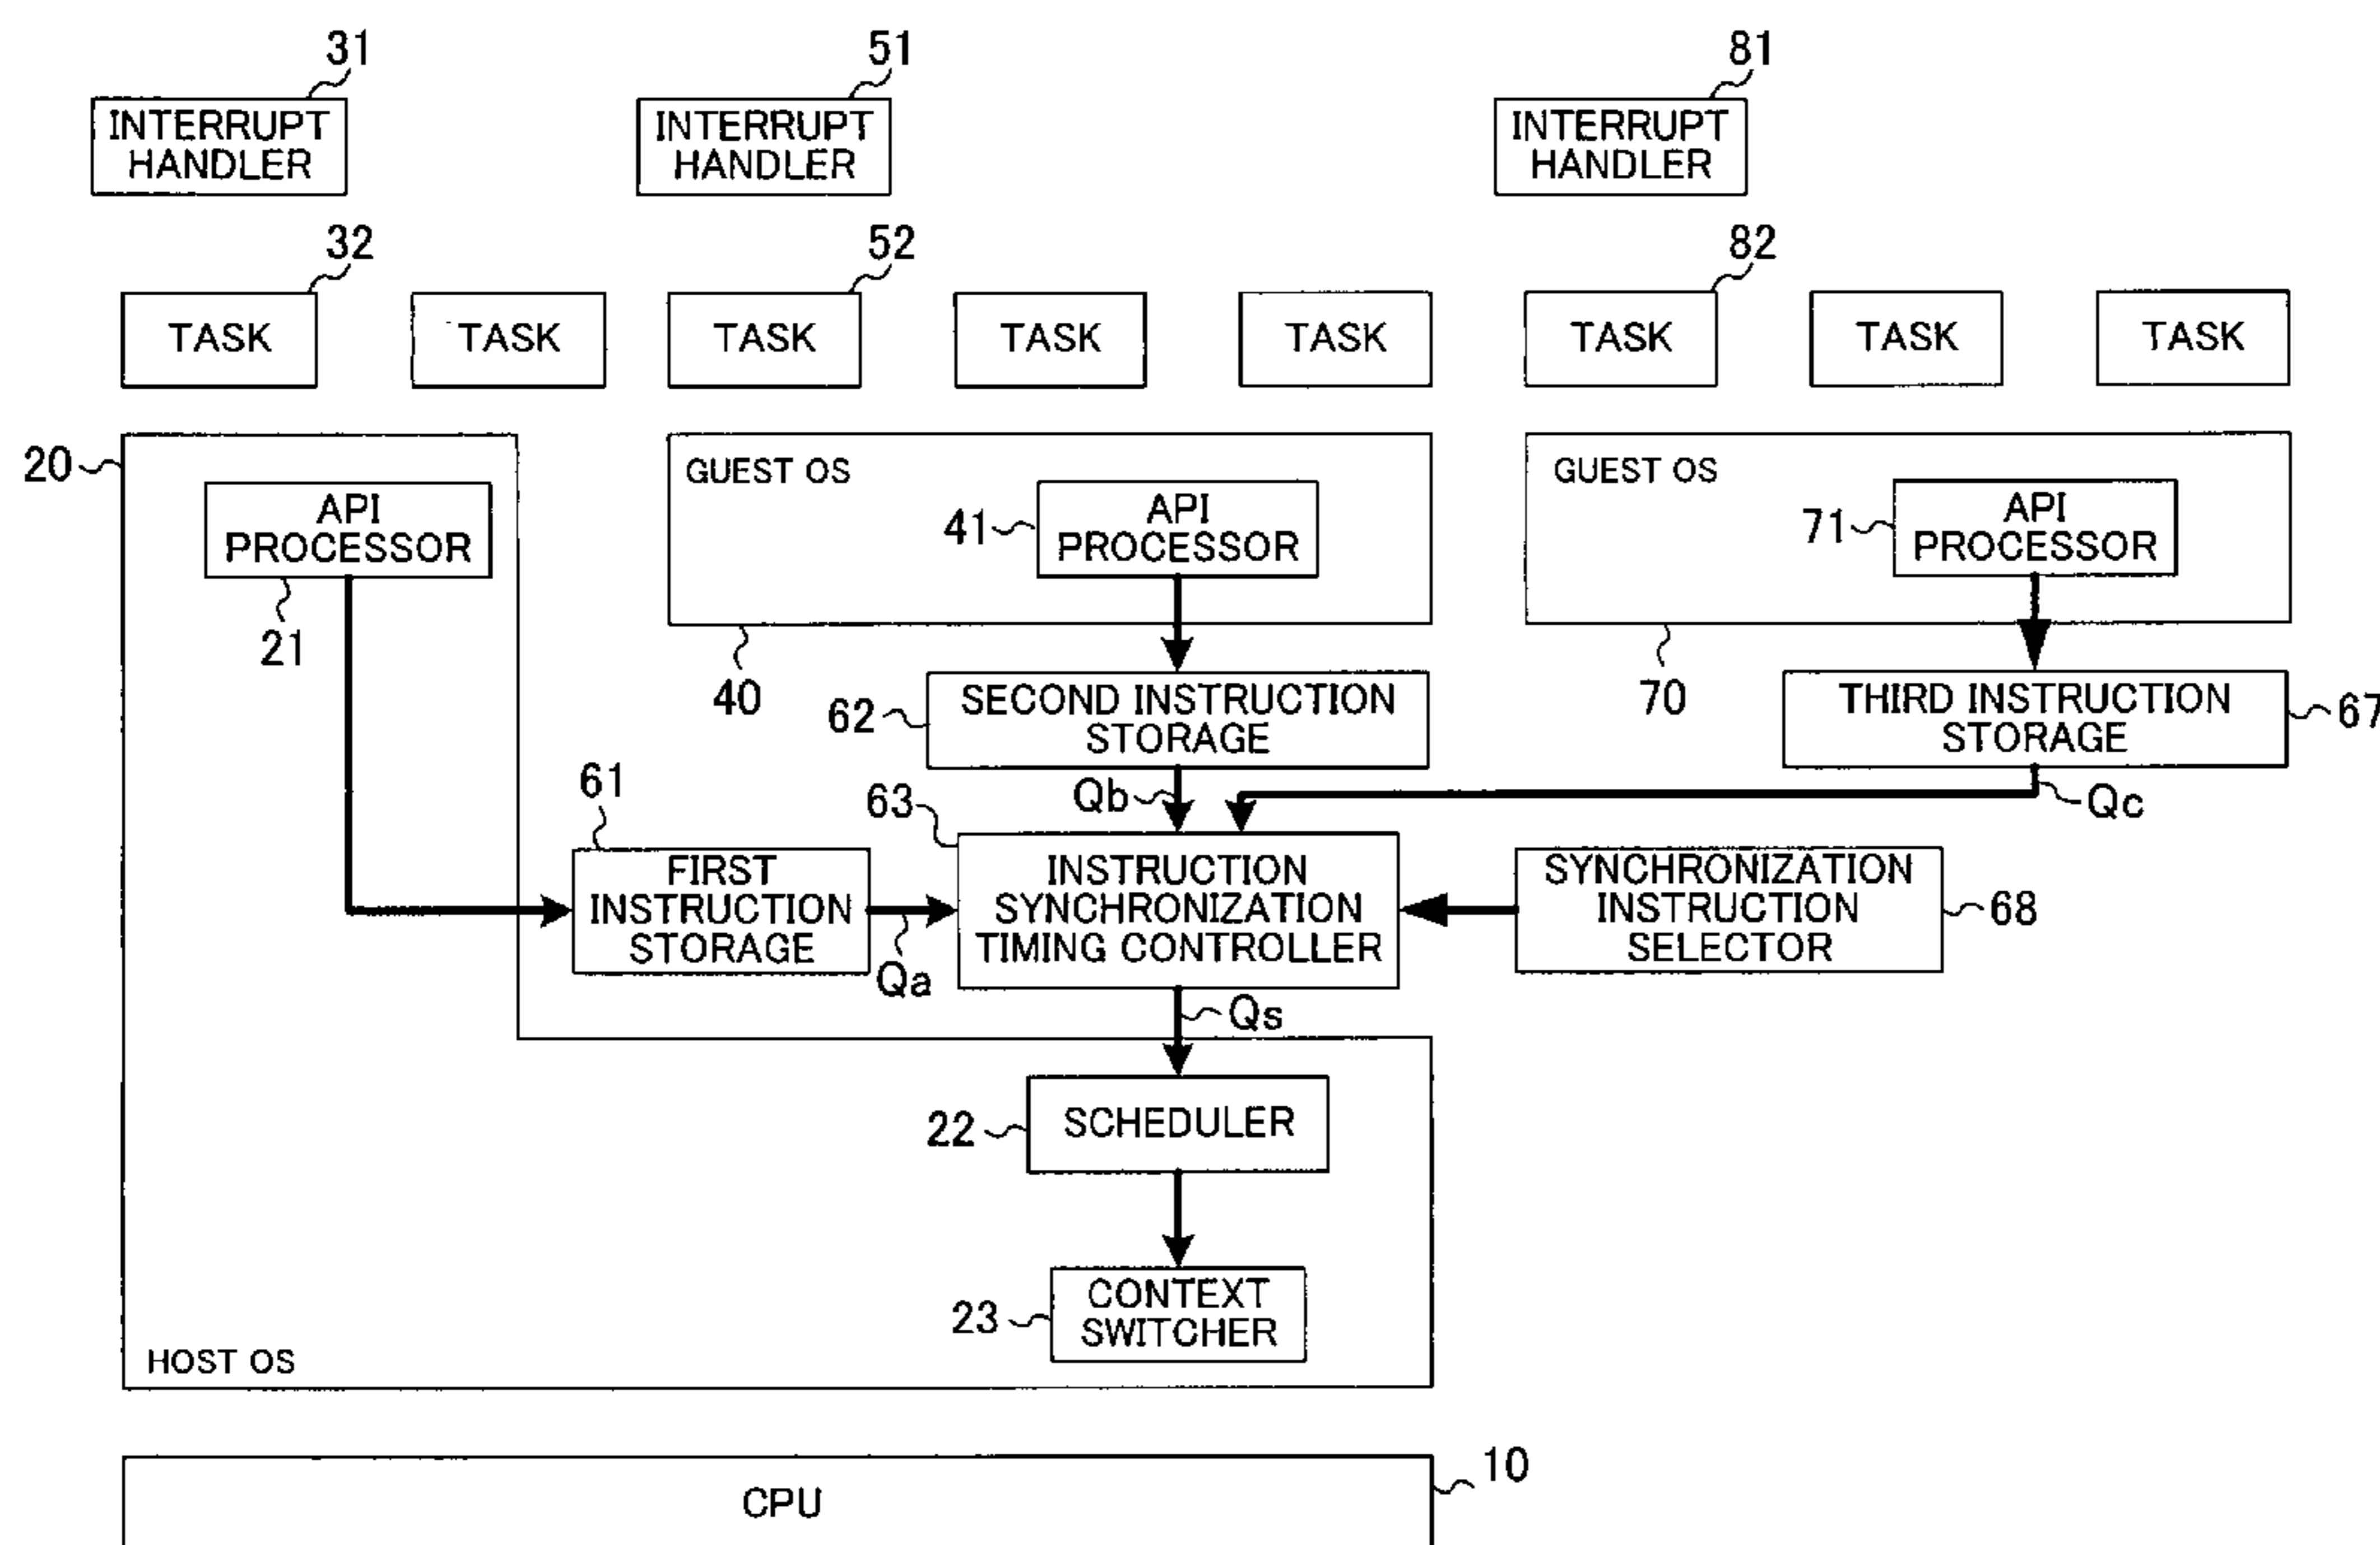 31
51
81
INTERRUPT
HANDLER
INTERRUPT
HANDLER
INTERRUPT
HANDLER
32
52
82
TASK
TASK
TASK
TASK
TASK
TASK
TASK
TASK
20
API
PROCESSOR
21
GUEST OS
41
API
PROCESSOR
40
GUEST OS
71
API
PROCESSOR
70
62
SECOND INSTRUCTION
STORAGE
THIRD INSTRUCTION
STORAGE
67
61
63
Qb
Qc
FIRST
INSTRUCTION
STORAGE
Qa
INSTRUCTION
SYNCHRONIZATION
TIMING CONTROLLER
SYNCHRONIZATION
INSTRUCTION
SELECTOR
68
Qs
22
SCHEDULER
23
CONTEXT
SWITCHER
HOST OS
10
CPU